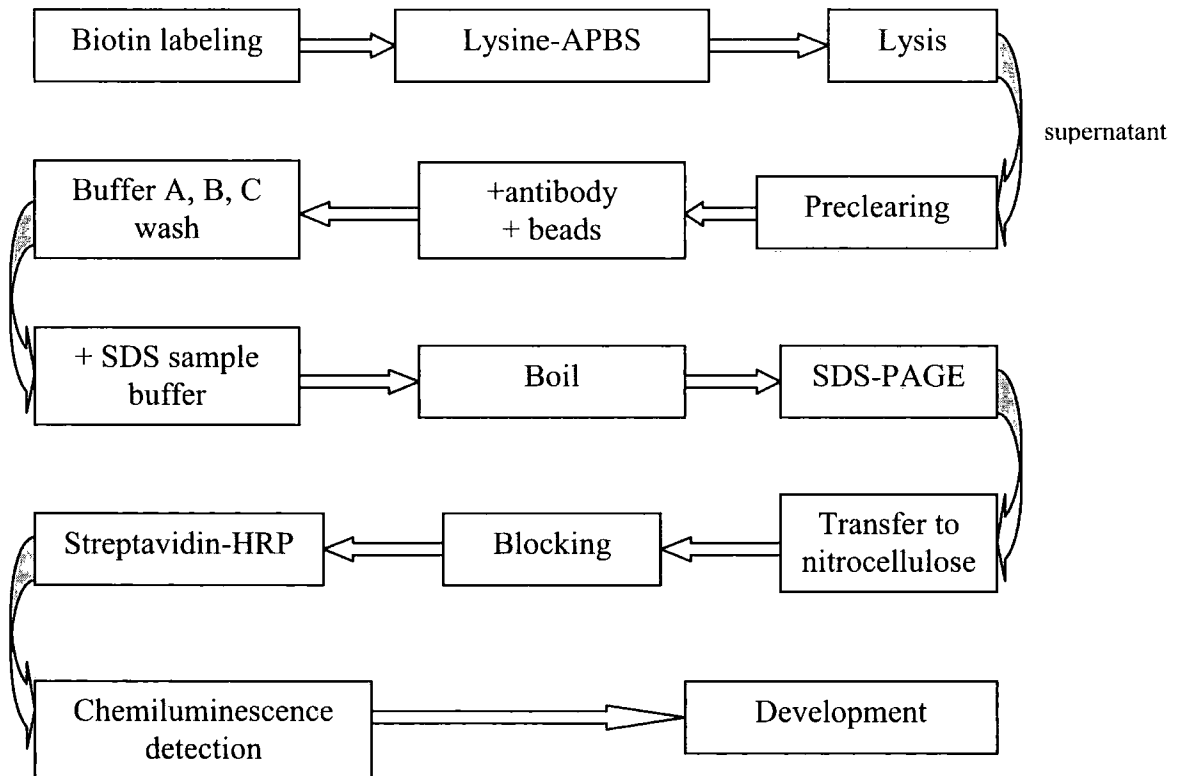 Biotin labeling
Lysine-APBS
Lysis
supernatant
Preclearing
+antibody
+ beads
Buffer A, B, C
wash
+ SDS sample
buffer
Boil
SDS-PAGE
Transfer to
nitrocellulose
Blocking
Streptavidin-HRP
Chemiluminescence
detection
Development